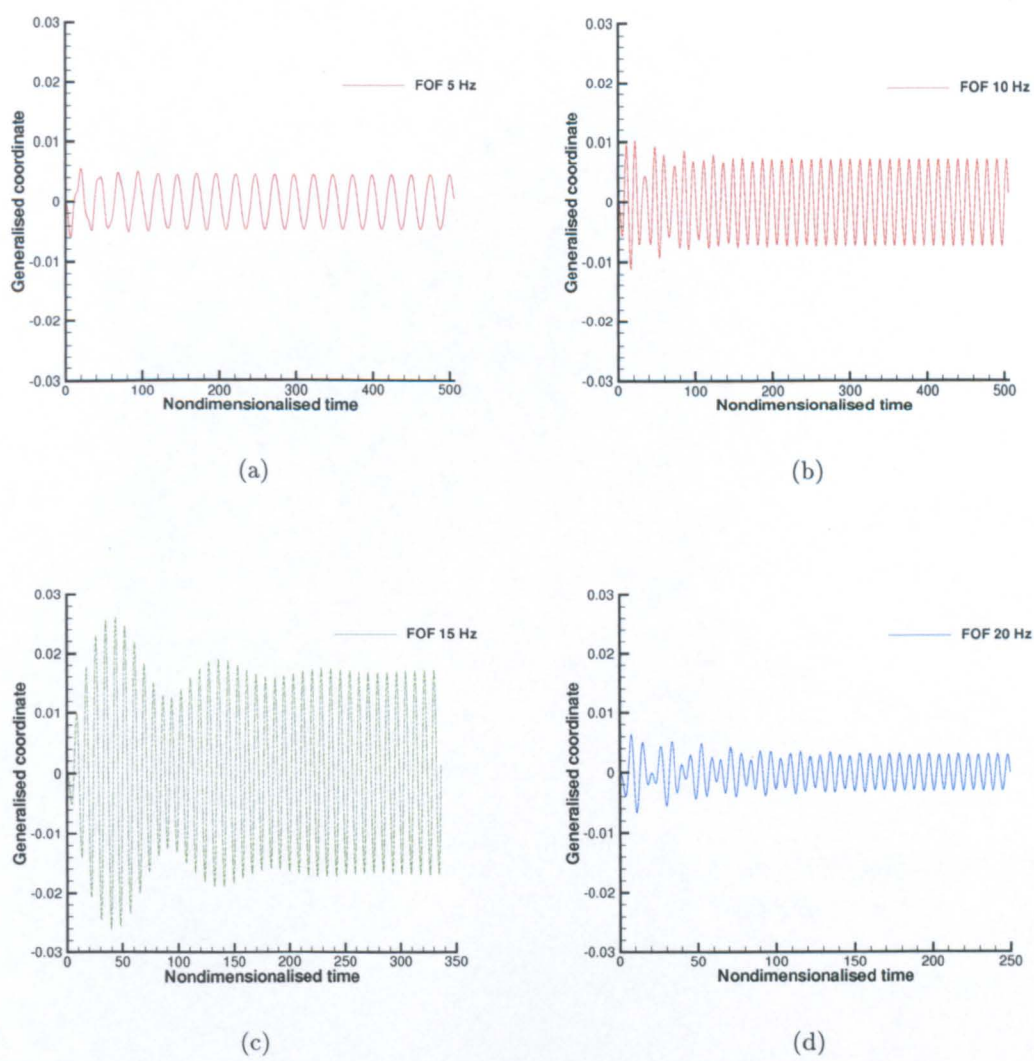 0.03
0.02
0.01
0
-0.01
-0.02
-0.03
Generalised coordinate
FOF 5 Hz
0 100 200 300 400 500
Nondimensionalised time
(a)
0.03
0.02
0.01
0
-0.01
-0.02
-0.03
Generalised coordinate
FOF 10 Hz
0 100 200 300 400 500
Nondimensionalised time
(b)
0.03
0.02
0.01
0
-0.01
-0.02
-0.03
Generalised coordinate
FOF 15 Hz
0 50 100 150 200 250 300 350
Nondimensionalised time
(c)
0.03
0.02
0.01
0
-0.01
-0.02
-0.03
Generalised coordinate
FOF 20 Hz
0 50 100 150 200 250
Nondimensionalised time
(d)